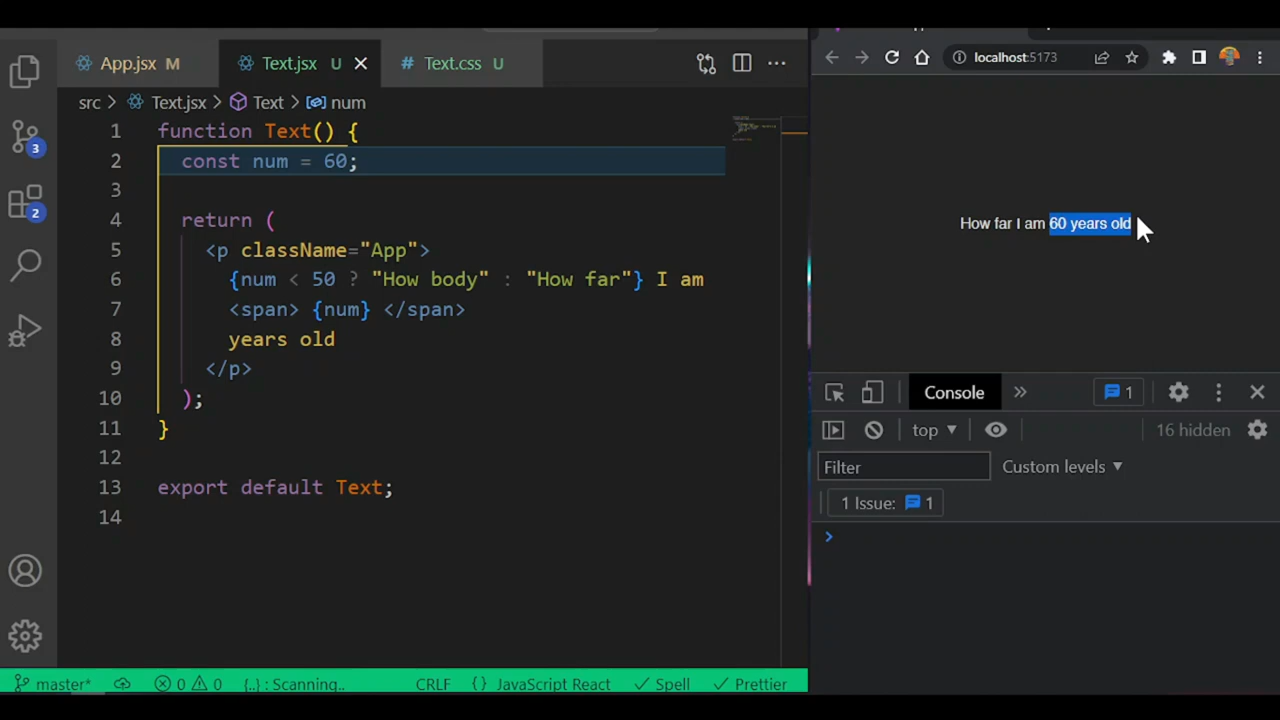 App.jsx M
Text.jsx U
# Text.css U
localhost:5173
src > Text.jsx > Text > num
1 function Text() {
2 const num = 60;
3
4 return (
5 <p className="App">
6 {num < 50 ? "How body" : "How far"} I am
7 <span> {num} </span>
8 years old
9 </p>
10 );
11 }
12
13 export default Text;
14
3
2
How far I am 60 years old
Console
1
top
16 hidden
Filter
Custom levels
1 Issue: 1
>
master*
0 0
{..} : Scanning..
CRLF
{} JavaScript React
Spell
Prettier